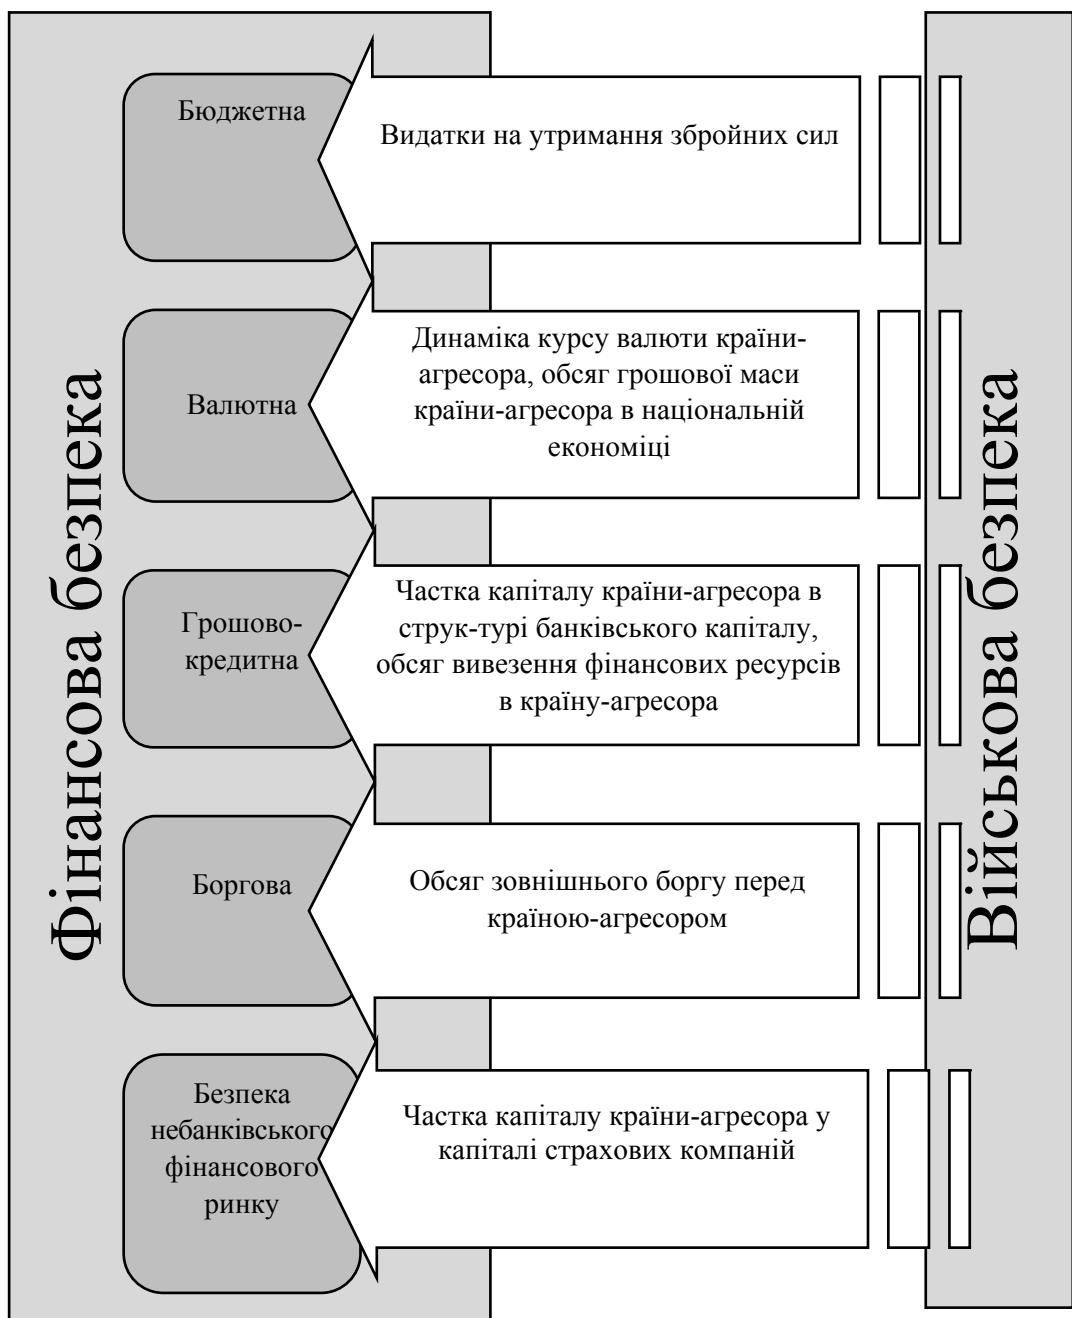 Фінансова безпека
Бюджетна
Видатки на утримання збройних сил
Валютна
Динаміка курсу валюти країни-
агресора, обсяг грошової маси
країни-агресора в національній
економіці
Грошово-
кредитна
Частка капіталу країни-агресора в
струк-турі банківського капіталу,
обсяг вивезення фінансових ресурсів
в країну-агресора
Боргова
Обсяг зовнішнього боргу перед
країною-агресором
Безпека
небанківського
фінансового
ринку
Частка капіталу країни-агресора у
капіталі страхових компаній
Військова безпека